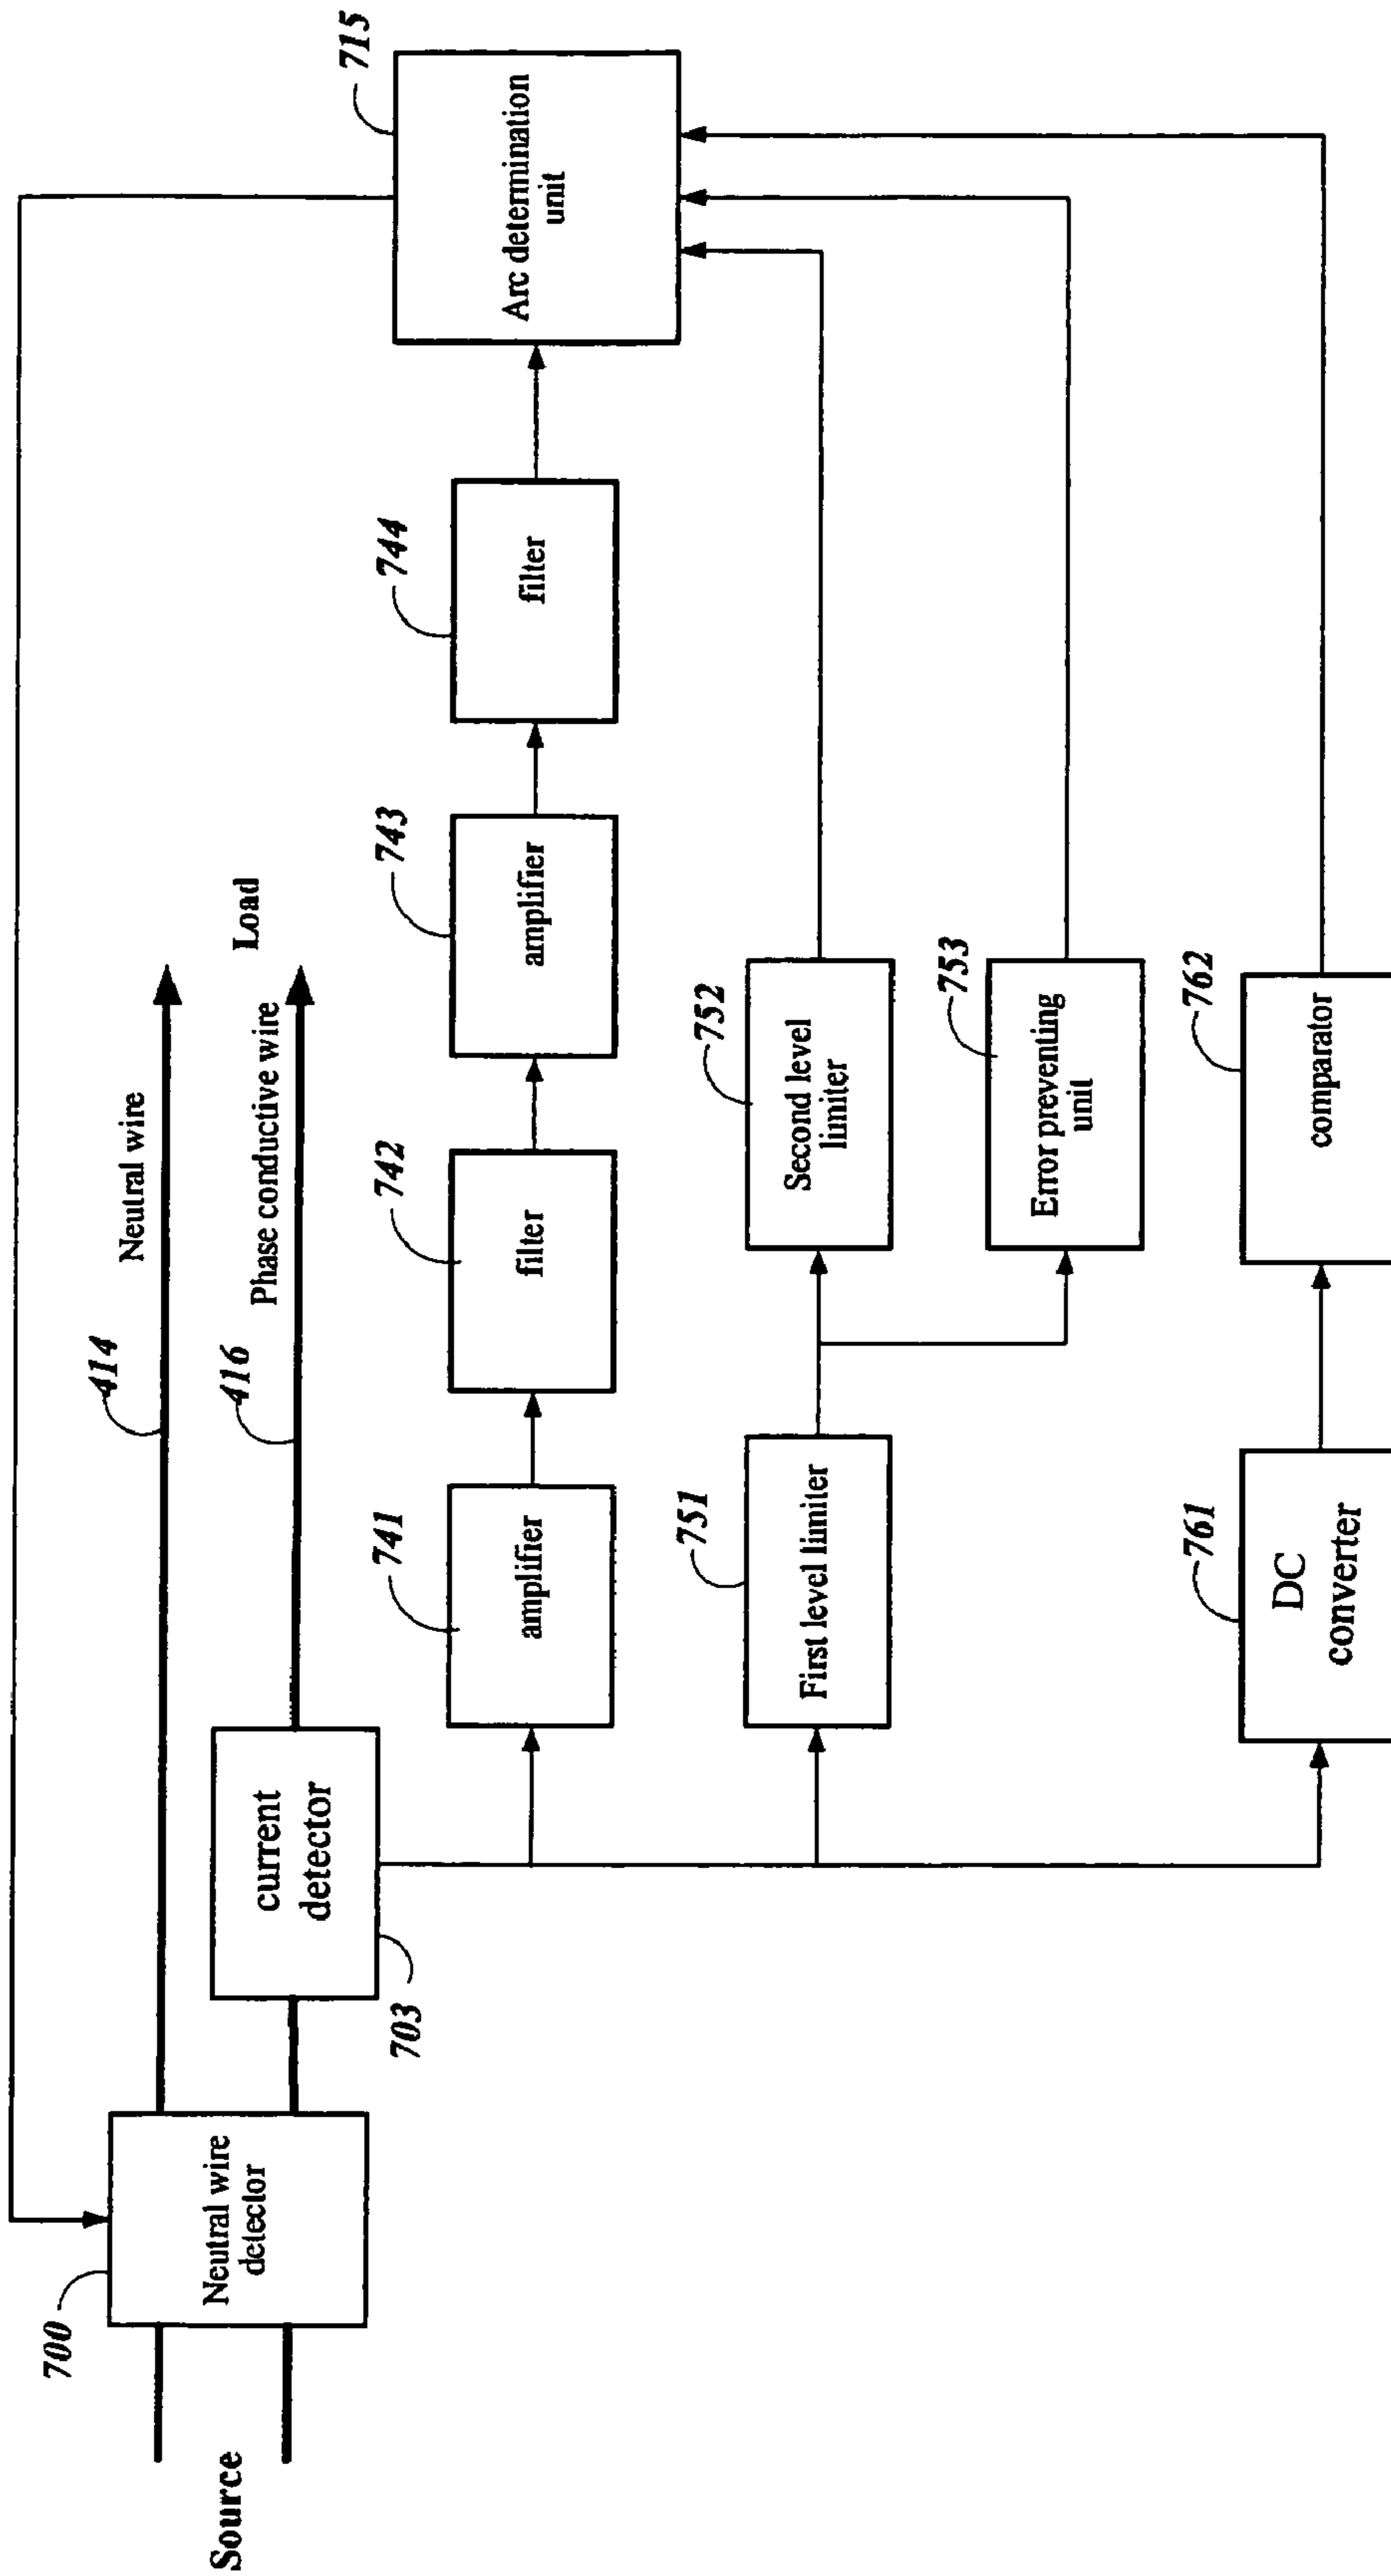 Source
700
Neutral wire
detector
414
Neutral wire
416
Phase conductive wire
Load
current
detector
703
741
amplifier
742
filter
743
amplifier
744
filter
715
Arc determination
unit
751
First level limiter
752
Second level
limiter
753
Error preventing
unit
761
DC
converter
762
comparator